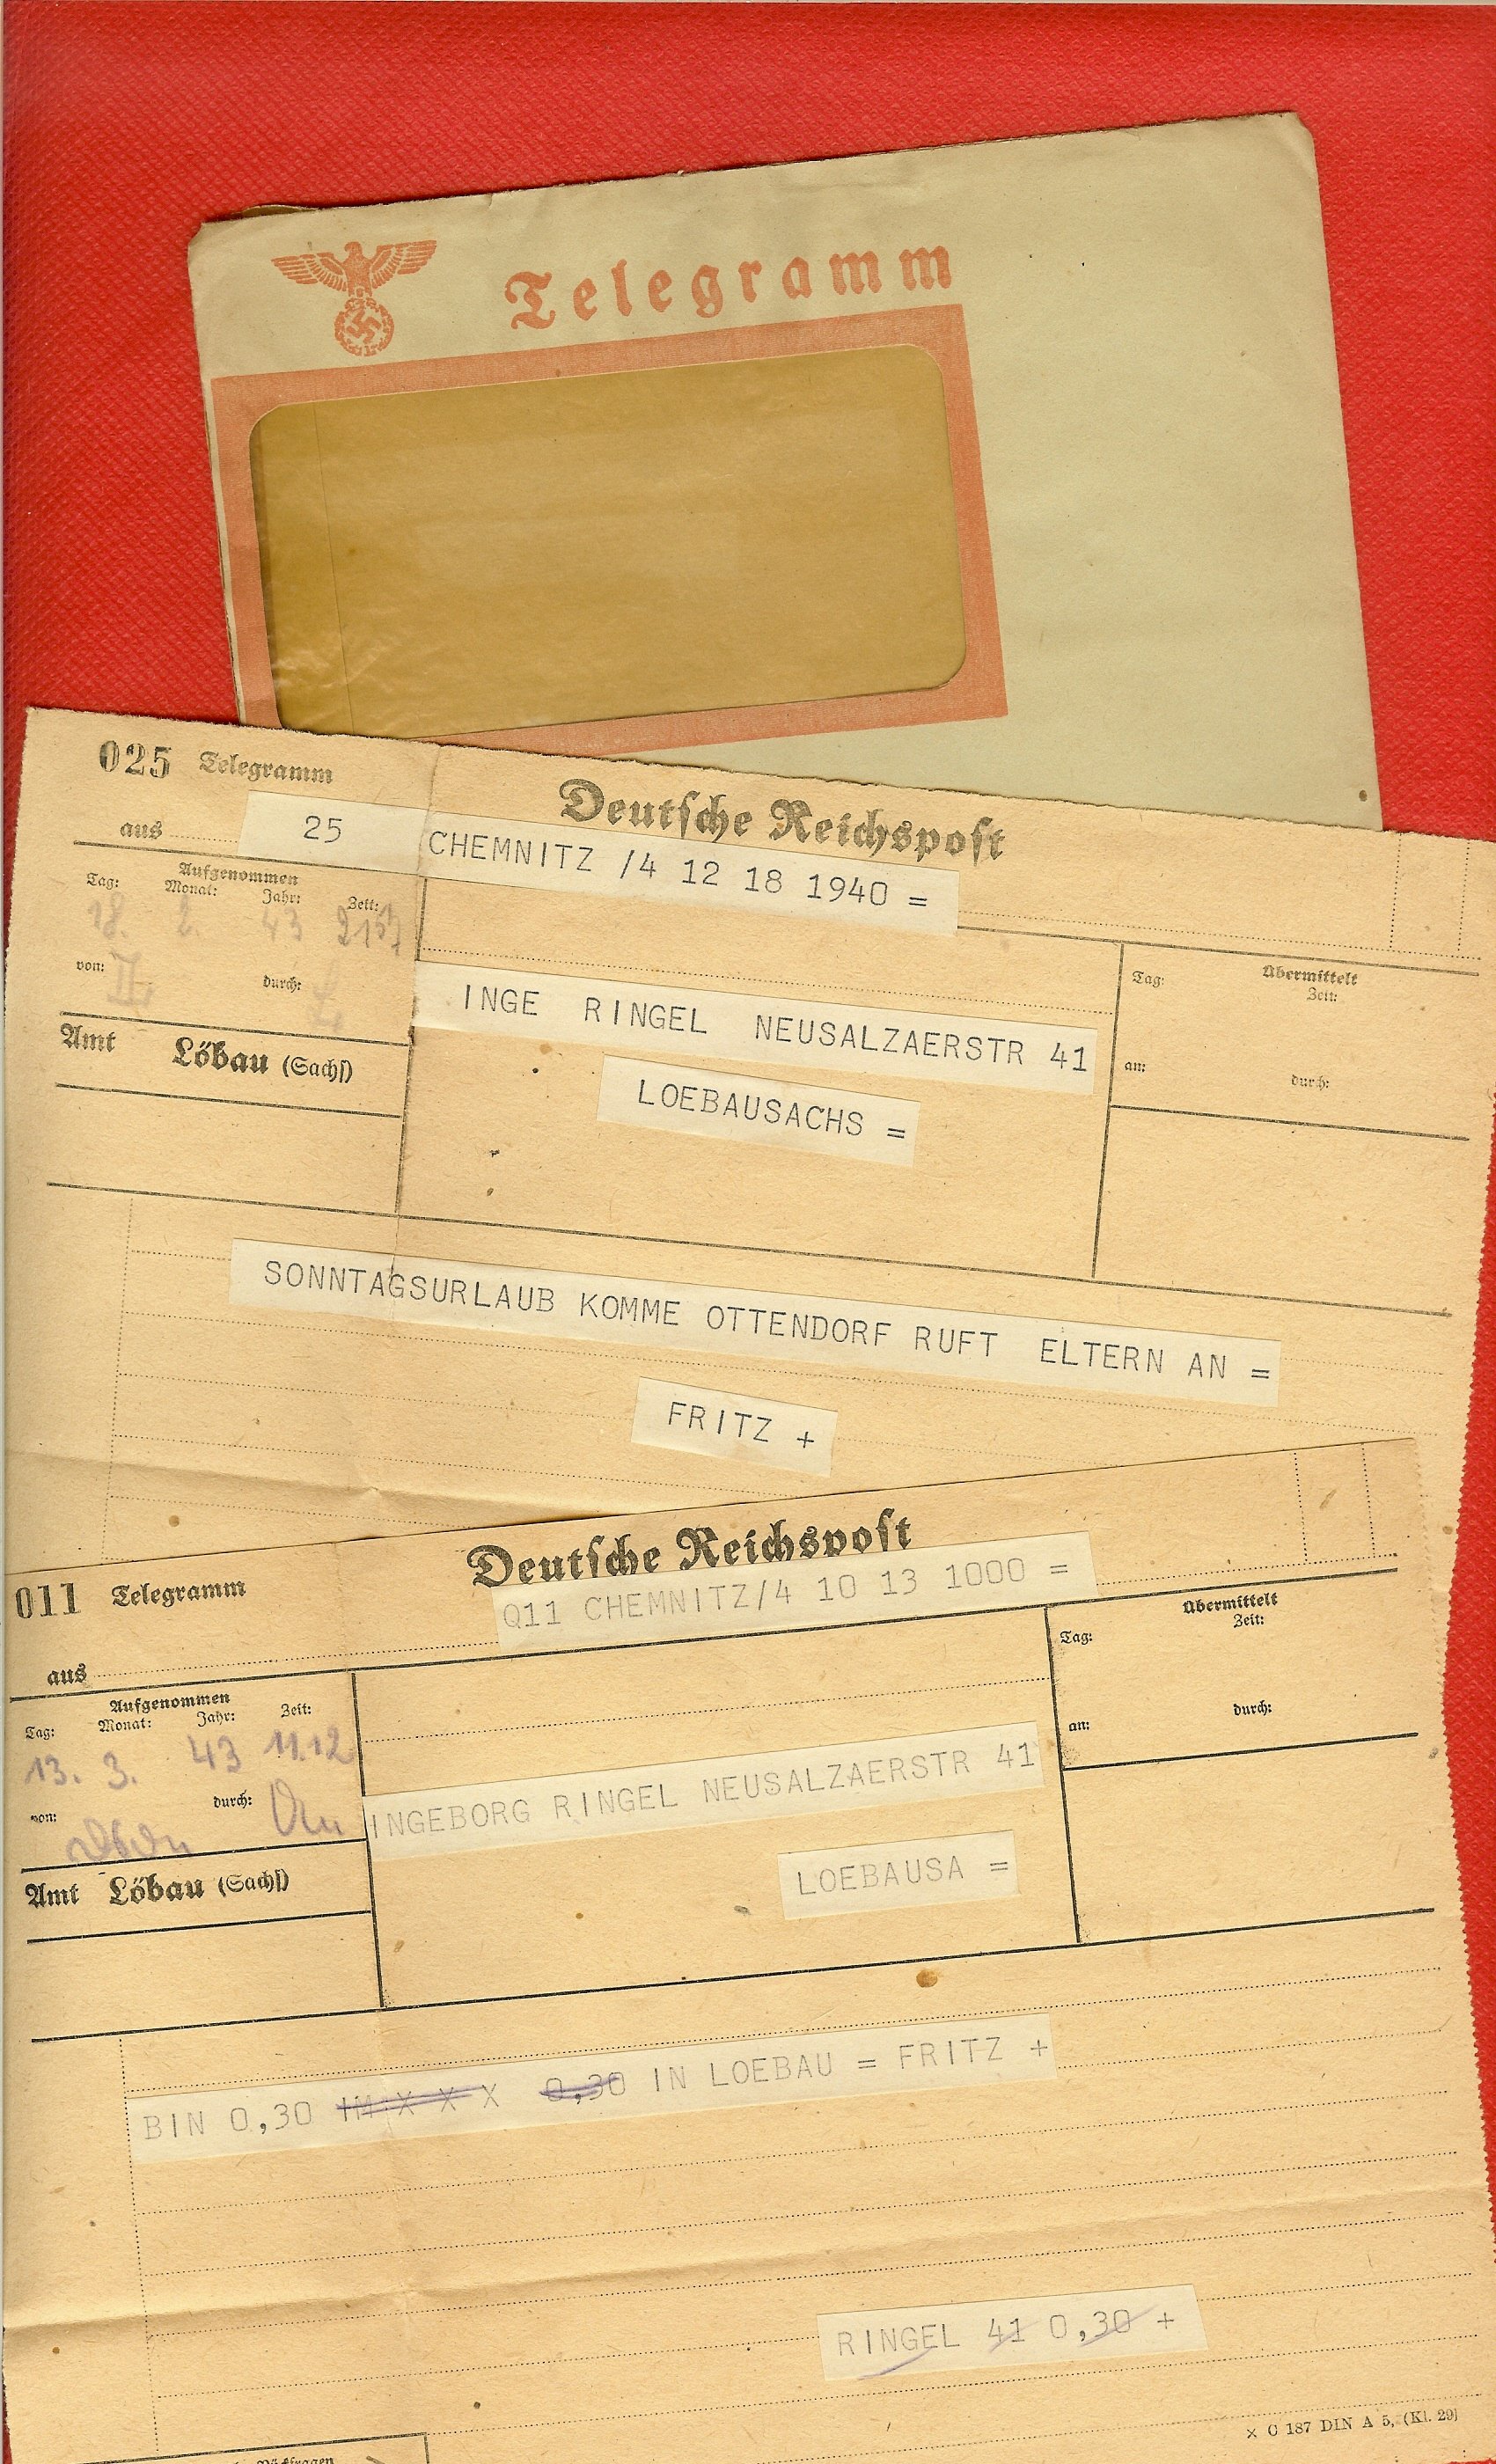 Telegramm
025 Telegramm
Deutsche Reichspost
aus 25 CHEMNITZ /4 12 18 1940 =
Aufgenommen
Tag: Monat: Jahr: Zeit:
18. 2. 43 2157
von: durch:
Übermittelt
Tag: Zeit:
an: durch:
Amt Löbau (Sachs)
INGE RINGEL NEUSALZAERSTR 41
LOEBAUSACHS =
SONNTAGSURLAUB KOMME OTTENDORF RUFT ELTERN AN =
FRITZ +
Deutsche Reichspost
011 Telegramm
Q11 CHEMNITZ/4 10 13 1000 =
aus
Aufgenommen
Tag: Monat: Jahr: Zeit:
13. 3. 43 11.12
von: durch:
Übermittelt
Tag: Zeit:
an: durch:
Amt Löbau (Sachs)
INGEBORG RINGEL NEUSALZAERSTR 41
LOEBAUSA =
BIN 0,30 IM X X X 0,30 IN LOEBAU = FRITZ +
RINGEL 41 0,30 +
× C 187 DIN A 5, (Kl. 29)
Rückfragen